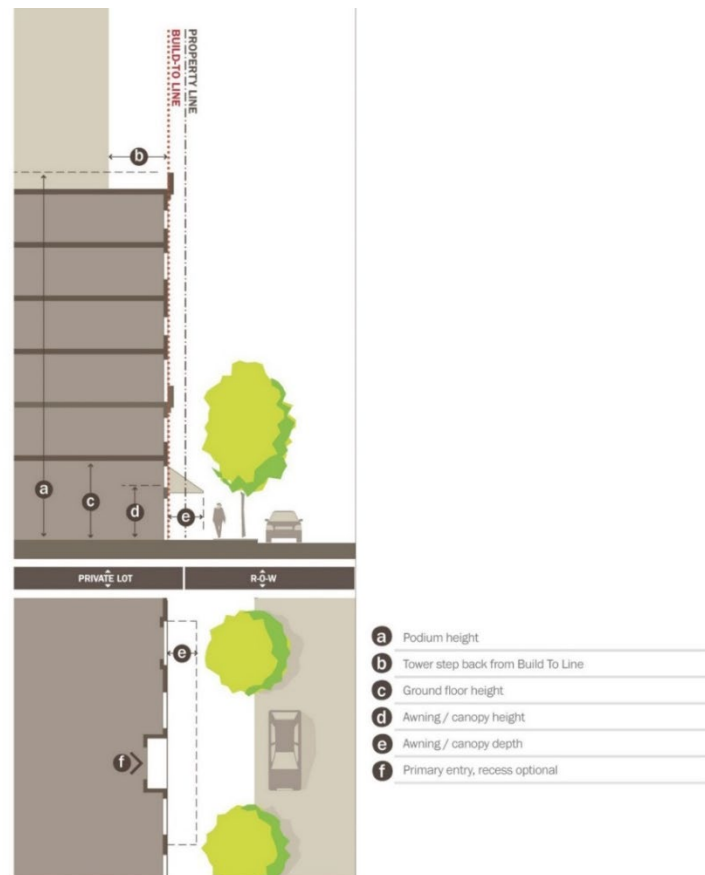 PROPERTY LINE
BUILD-TO LINE
b
a
c
d
e
PRIVATE LOT
R-O-W
e
f
a Podium height
b Tower step back from Build To Line
c Ground floor height
d Awning / canopy height
e Awning / canopy depth
f Primary entry, recess optional